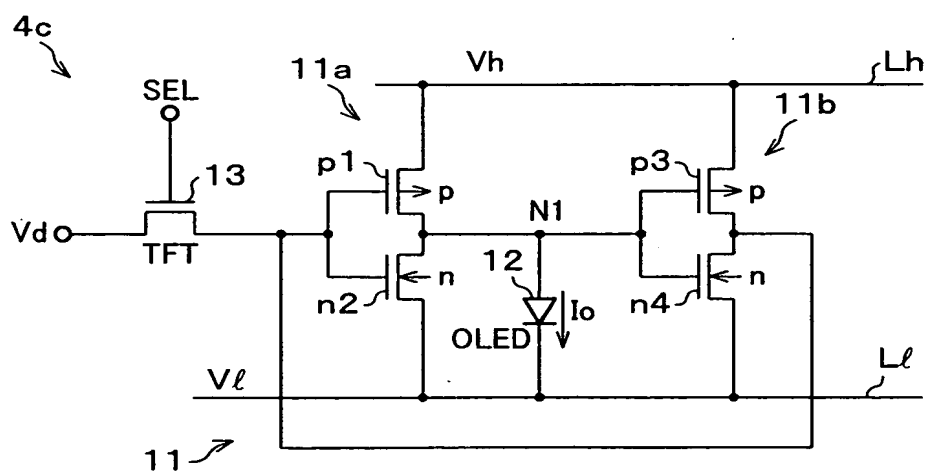 4c
Vh
Lh
11a
SEL
11b
p1
p3
13
p
p
N1
Vd
TFT
12
n
n
n2
Io
n4
OLED
Vℓ
Lℓ
11